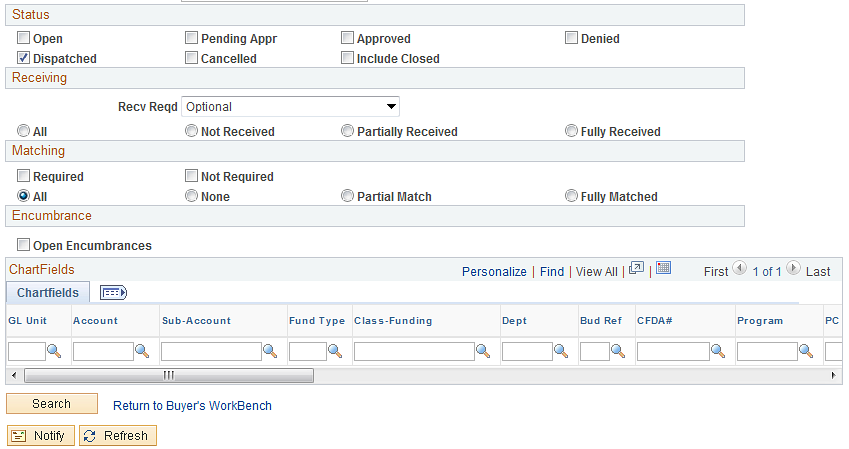 Status
Open Pending Appr Approved Denied
Dispatched Cancelled Include Closed
Receiving
Recv Reqd Optional
All Not Received Partially Received Fully Received
Matching
Required Not Required
All None Partial Match Fully Matched
Encumbrance
Open Encumbrances
ChartFields Personalize | Find | View All | | First 1 of 1 Last
Chartfields
GL Unit Account Sub-Account Fund Type Class-Funding Dept Bud Ref CFDA# Program PC
Search Return to Buyer's WorkBench
Notify Refresh